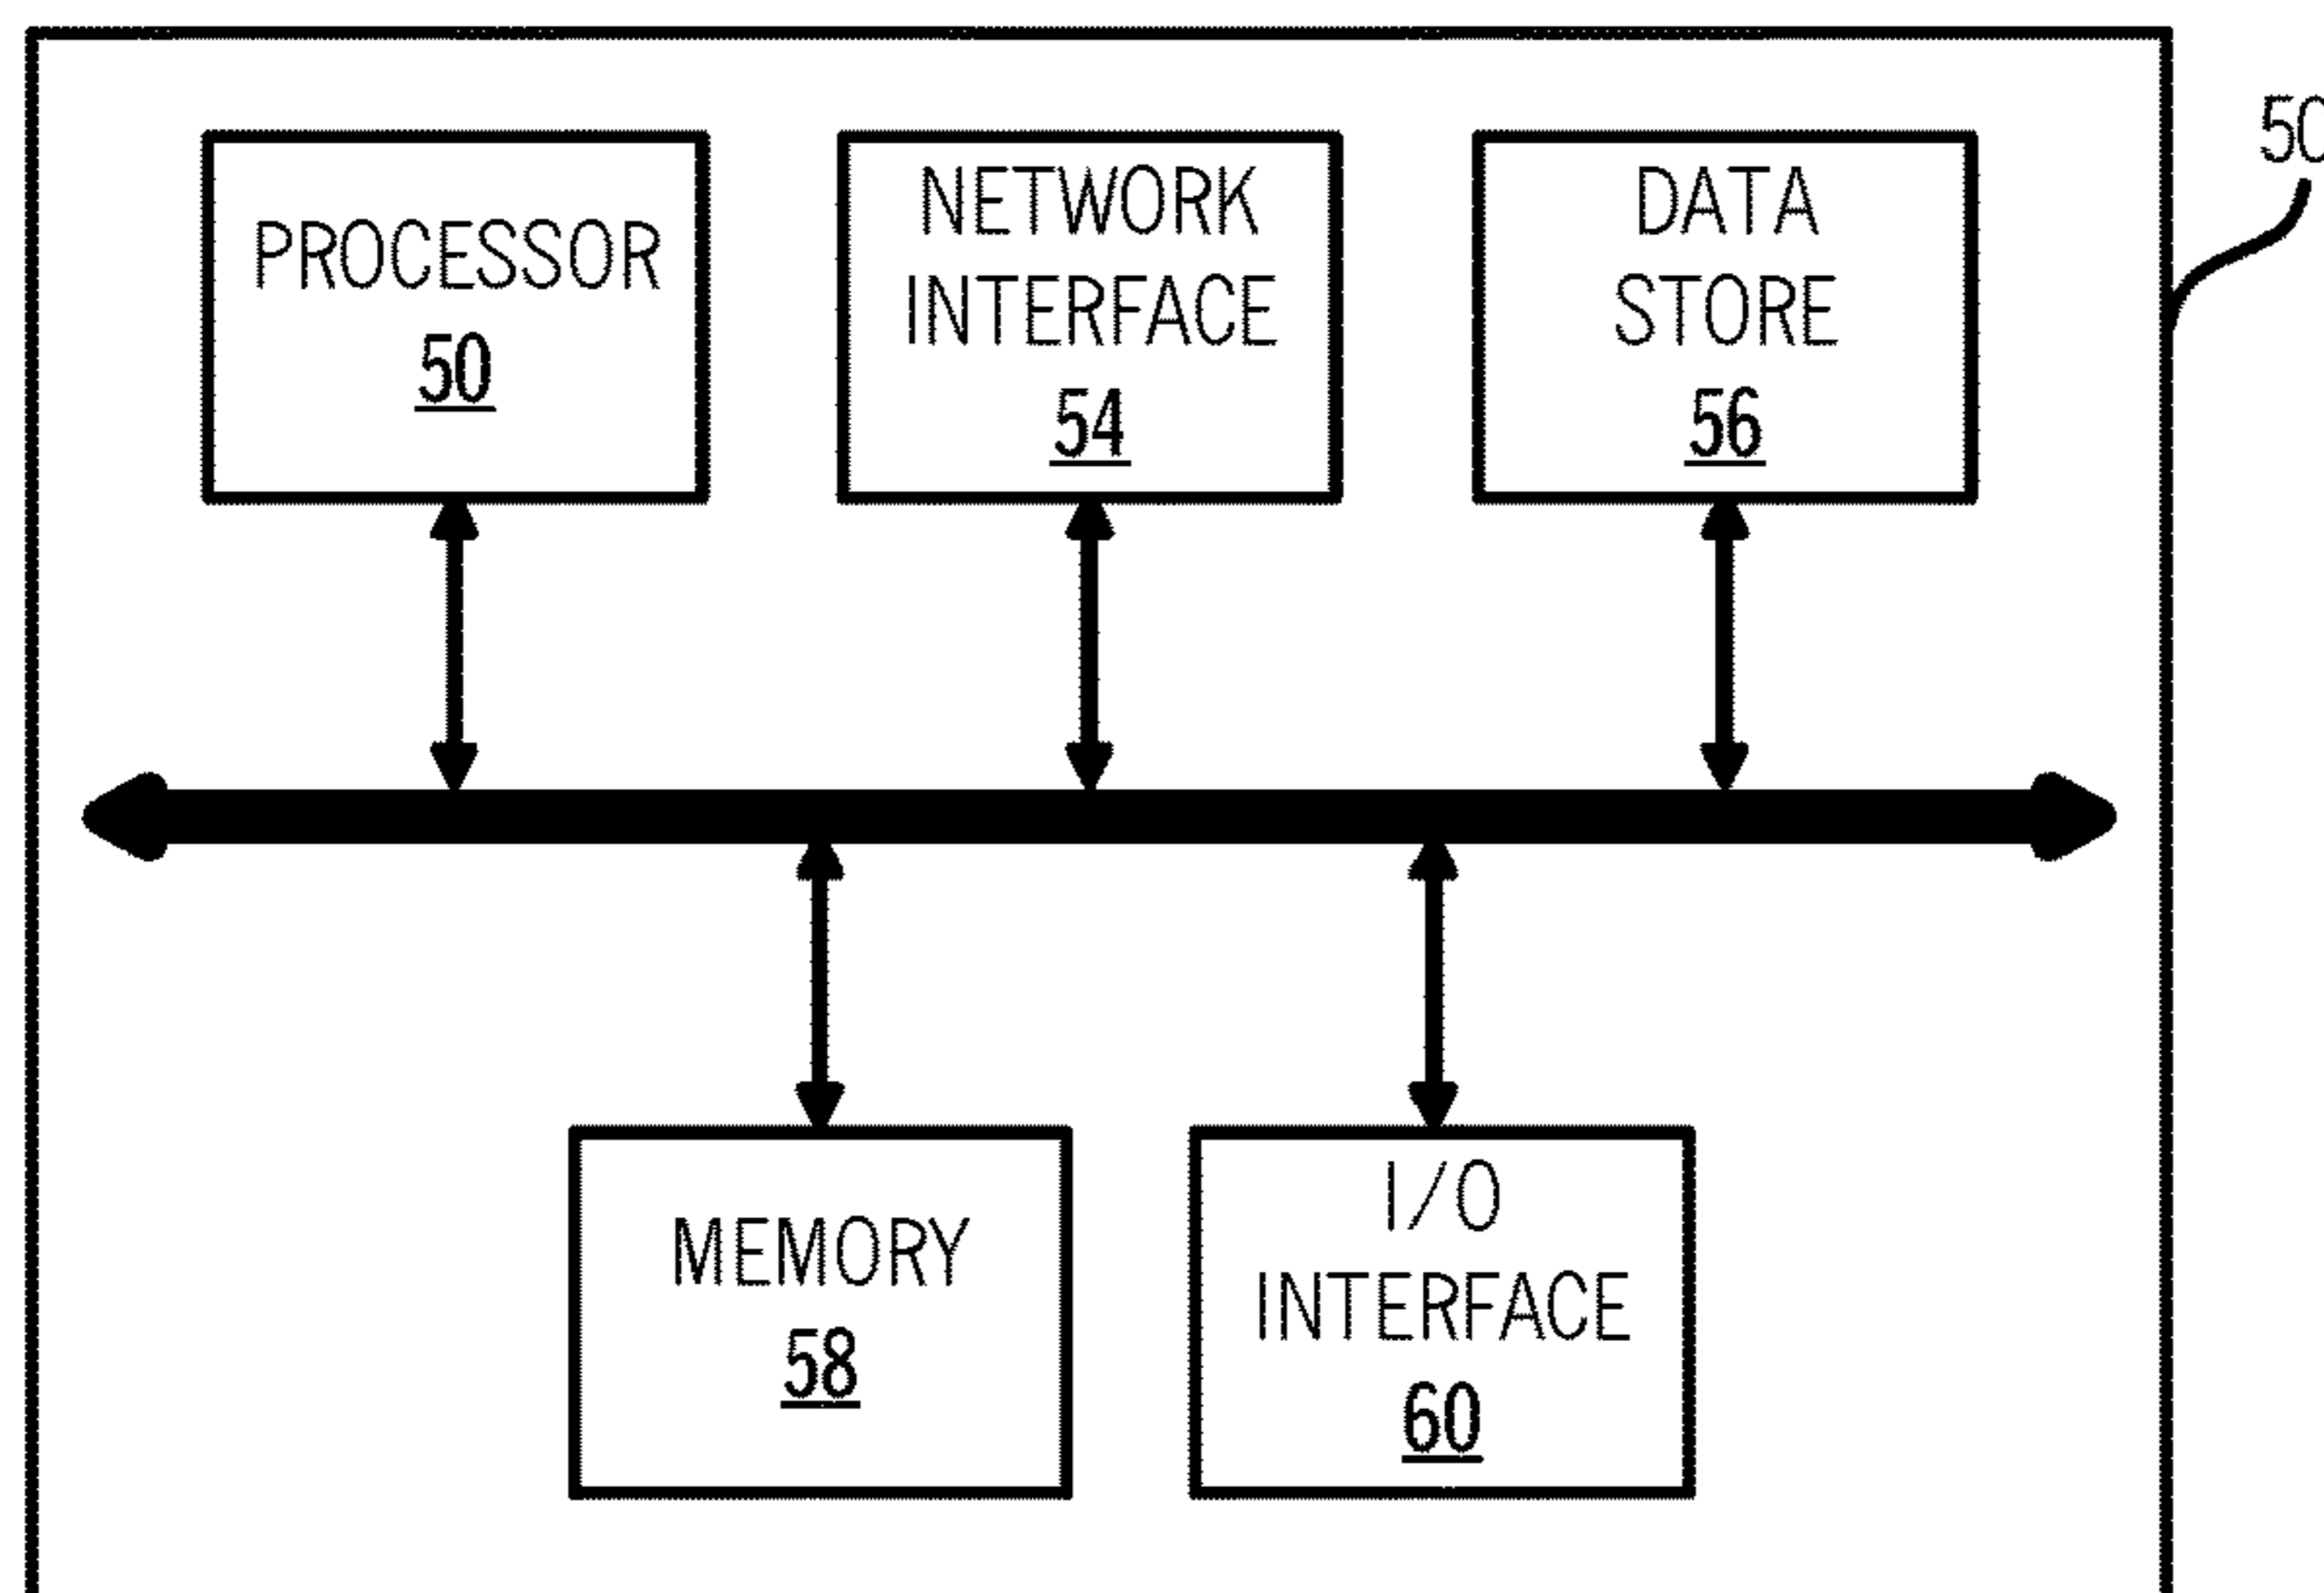 PROCESSOR
50
NETWORK
INTERFACE
54
DATA
STORE
56
50
MEMORY
58
I/O
INTERFACE
60